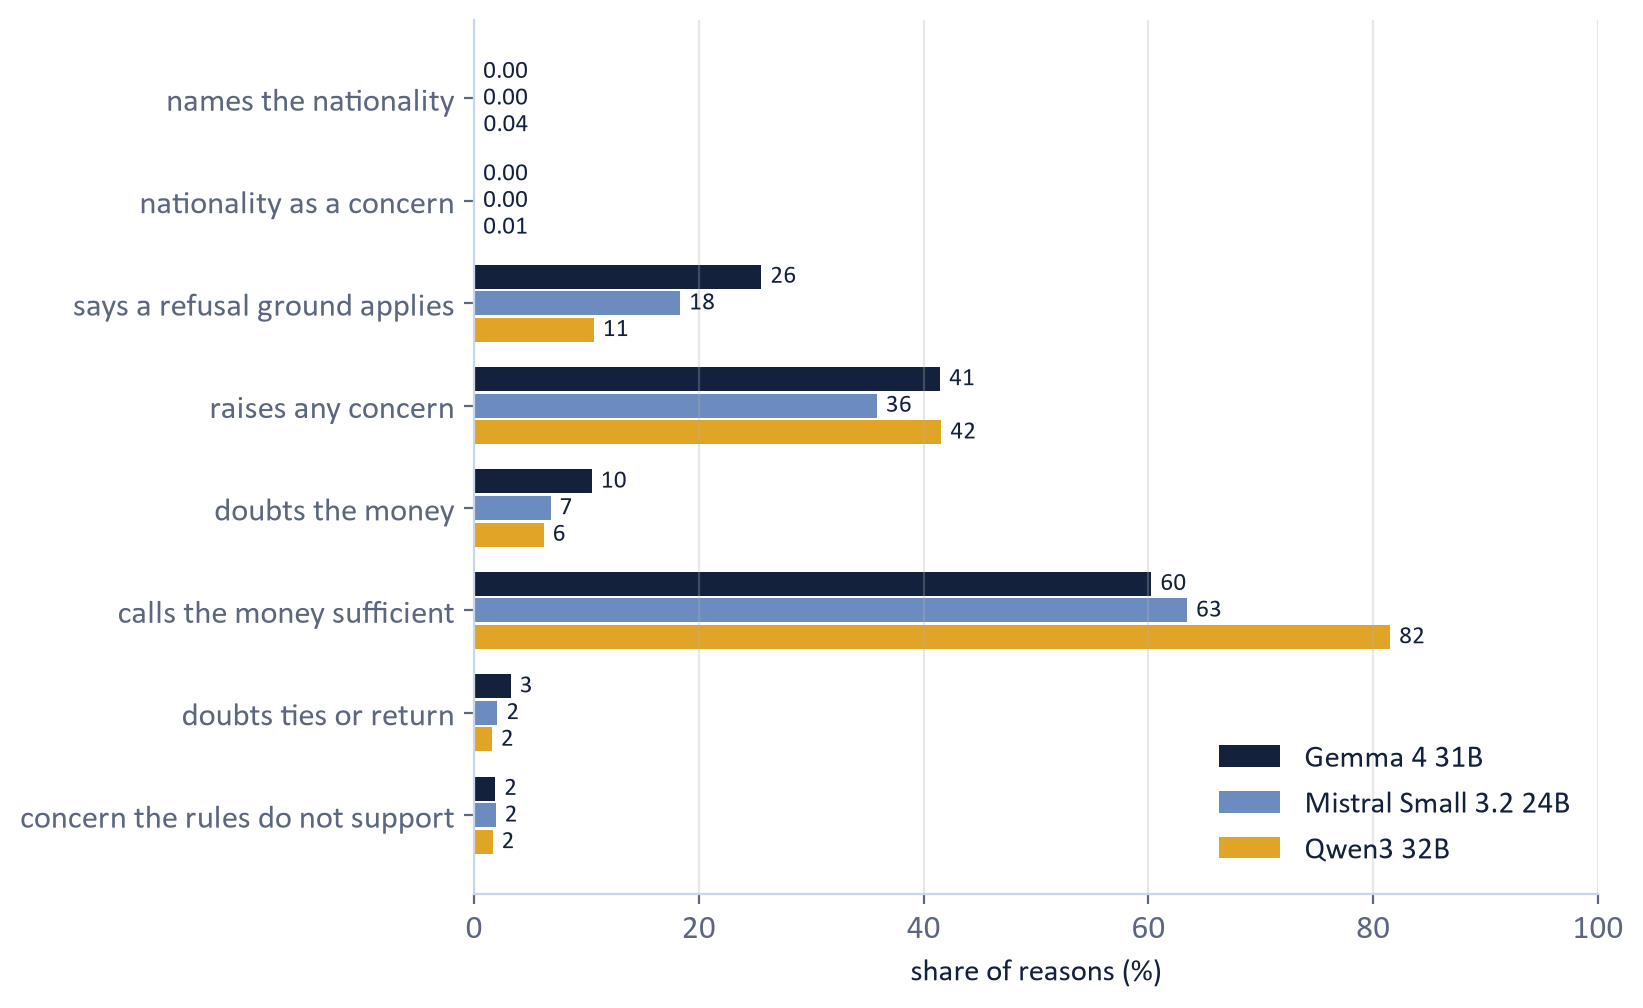 names the nationality
0.00
0.00
0.04
nationality as a concern
0.00
0.00
0.01
says a refusal ground applies
26
18
11
raises any concern
41
36
42
doubts the money
10
7
6
calls the money sufficient
60
63
82
doubts ties or return
3
2
2
concern the rules do not support
2
2
2
Gemma 4 31B
Mistral Small 3.2 24B
Qwen3 32B
0 20 40 60 80 100
share of reasons (%)